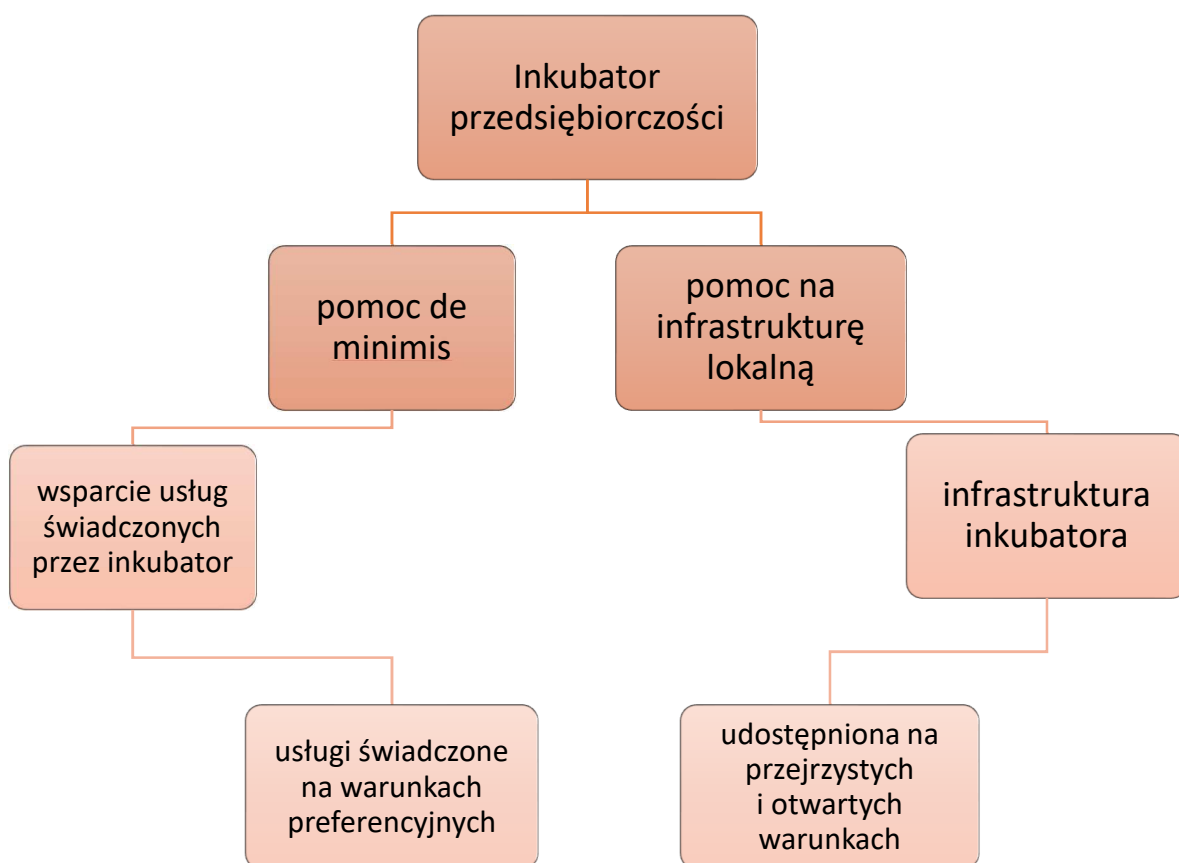 Inkubator
przedsiębiorczości
pomoc de
minimis
pomoc na
infrastrukturę
lokalną
wsparcie usług
świadczonych
przez inkubator
infrastruktura
inkubatora
usługi świadczone
na warunkach
preferencyjnych
udostępniona na
przejrzystych
i otwartych
warunkach